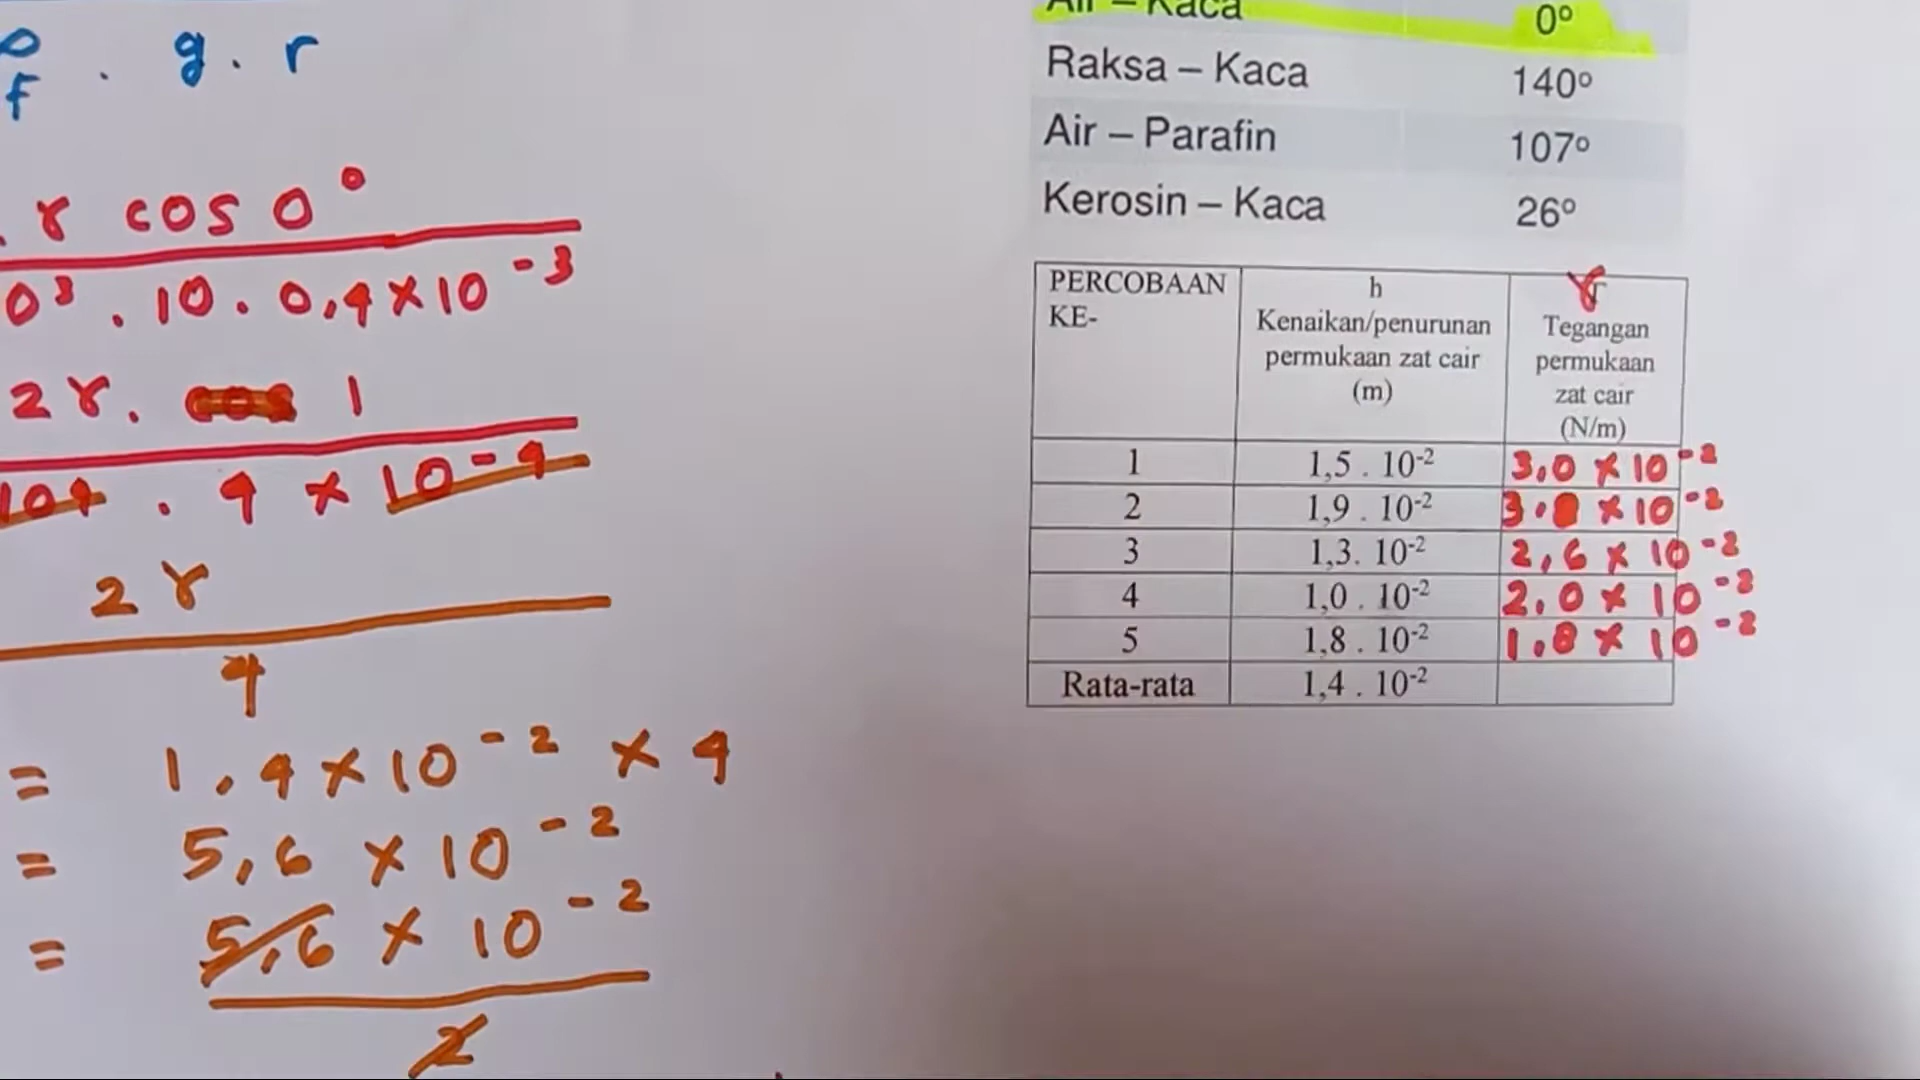 ρ
F . g . r
. γ cos 0°
0³ . 10 . 0,4 × 10⁻³
2γ . 1
10⁴ . 4 × 10⁻⁴
2γ
4
= 1,4 × 10⁻² × 4
= 5,6 × 10⁻²
= 5,6 × 10⁻²
2
Air – Kaca 0°
Raksa – Kaca 140°
Air – Parafin 107°
Kerosin – Kaca 26°
γ
PERCOBAAN KE-
h
Kenaikan/penurunan
permukaan zat cair
(m)
Tegangan
permukaan
zat cair
(N/m)
1 1,5 . 10⁻² 3,0 × 10⁻²
2 1,9 . 10⁻² 3.8 × 10⁻²
3 1,3. 10⁻² 2,6 × 10⁻²
4 1,0 . 10⁻² 2,0 × 10⁻²
5 1,8 . 10⁻² 1,8 × 10⁻²
Rata-rata 1,4 . 10⁻²